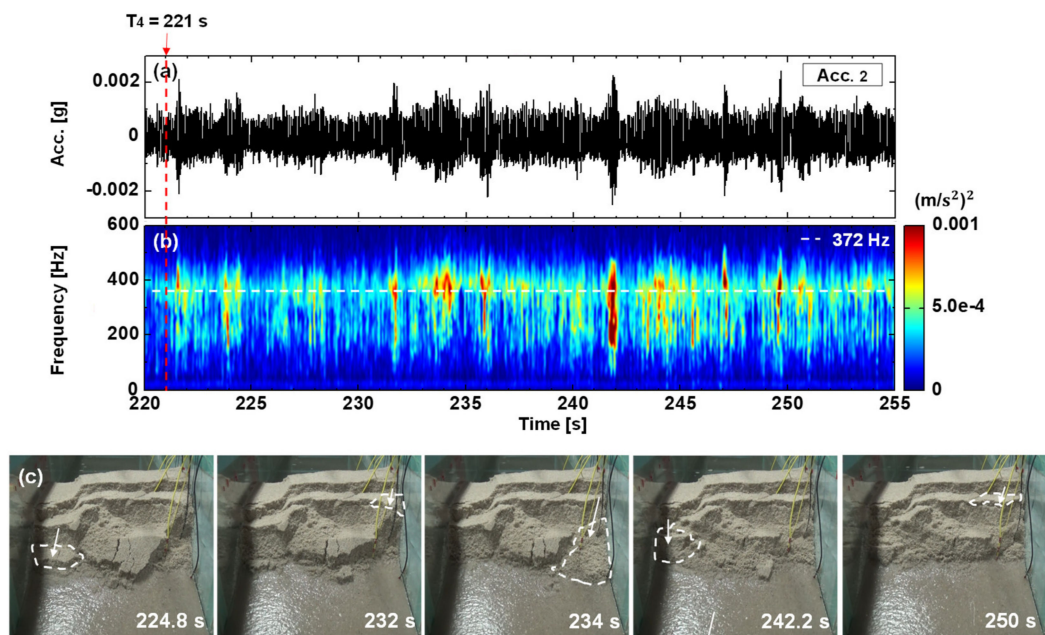 T4 = 221 s
(a)
Acc. 2
0.002
0
-0.002
Acc. [g]
(m/s²)²
(b)
372 Hz
600
400
200
0
Frequency [Hz]
0.001
5.0e-4
0
220 225 230 235 240 245 250 255
Time [s]
(c)
224.8 s
232 s
234 s
242.2 s
250 s